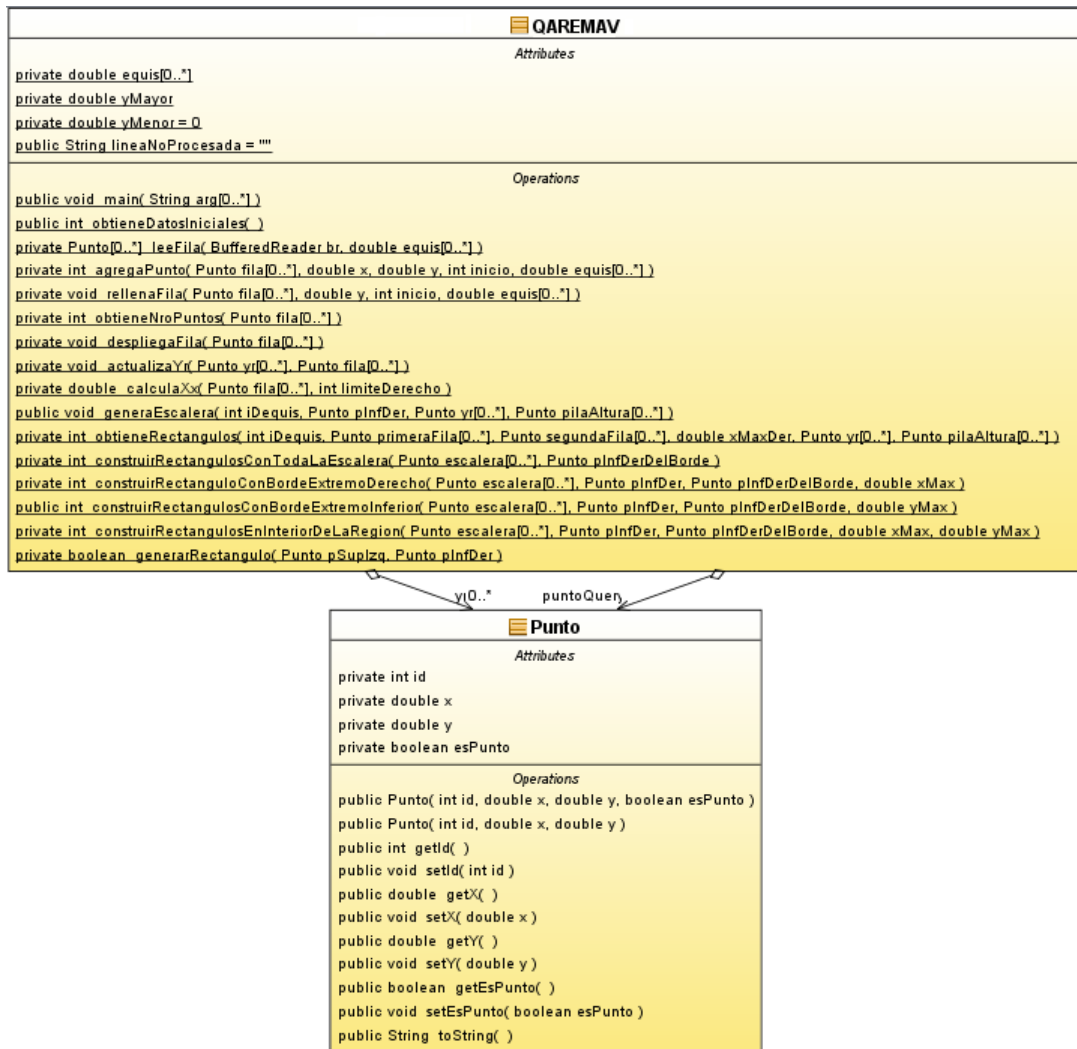 QAREMAV
Attributes
private double equis[0..*]
private double yMayor
private double yMenor = 0
public String lineaNoProcesada = ""
Operations
public void main( String arg[0..*] )
public int obtieneDatosIniciales( )
private Punto[0..*] leeFila( BufferedReader br, double equis[0..*] )
private int agregaPunto( Punto fila[0..*], double x, double y, int inicio, double equis[0..*] )
private void rellenaFila( Punto fila[0..*], double y, int inicio, double equis[0..*] )
private int obtieneNroPuntos( Punto fila[0..*] )
private void despliegaFila( Punto fila[0..*] )
private void actualizaYr( Punto yr[0..*], Punto fila[0..*] )
private double calculaXx( Punto fila[0..*], int limiteDerecho )
public void generaEscalera( int iDequis, Punto pInfDer, Punto yr[0..*], Punto pilaAltura[0..*] )
private int obtieneRectangulos( int iDequis, Punto primeraFila[0..*], Punto segundaFila[0..*], double xMaxDer, Punto yr[0..*], Punto pilaAltura[0..*] )
private int construirRectangulosConTodaLaEscalera( Punto escalera[0..*], Punto pInfDerDelBorde )
private int construirRectanguloConBordeExtremoDerecho( Punto escalera[0..*], Punto pInfDer, Punto pInfDerDelBorde, double xMax )
public int construirRectangulosConBordeExtremoInferior( Punto escalera[0..*], Punto pInfDer, Punto pInfDerDelBorde, double yMax )
private int construirRectangulosEnInteriorDeLaRegion( Punto escalera[0..*], Punto pInfDer, Punto pInfDerDelBorde, double xMax, double yMax )
private boolean generarRectangulo( Punto pSupIzq, Punto pInfDer )
0..* puntoQuery
Punto
Attributes
private int id
private double x
private double y
private boolean esPunto
Operations
public Punto( int id, double x, double y, boolean esPunto )
public Punto( int id, double x, double y )
public int getId( )
public void setId( int id )
public double getX( )
public void setX( double x )
public double getY( )
public void setY( double y )
public boolean getEsPunto( )
public void setEsPunto( boolean esPunto )
public String toString( )